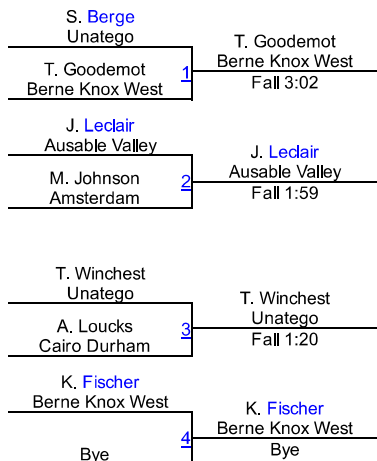 S. Berge
Unatego
T. Goodemot
Berne Knox West
1
T. Goodemot
Berne Knox West
Fall 3:02
J. Leclair
Ausable Valley
M. Johnson
Amsterdam
2
J. Leclair
Ausable Valley
Fall 1:59
T. Winchest
Unatego
A. Loucks
Cairo Durham
3
T. Winchest
Unatego
Fall 1:20
K. Fischer
Berne Knox West
Bye
4
K. Fischer
Berne Knox West
Bye